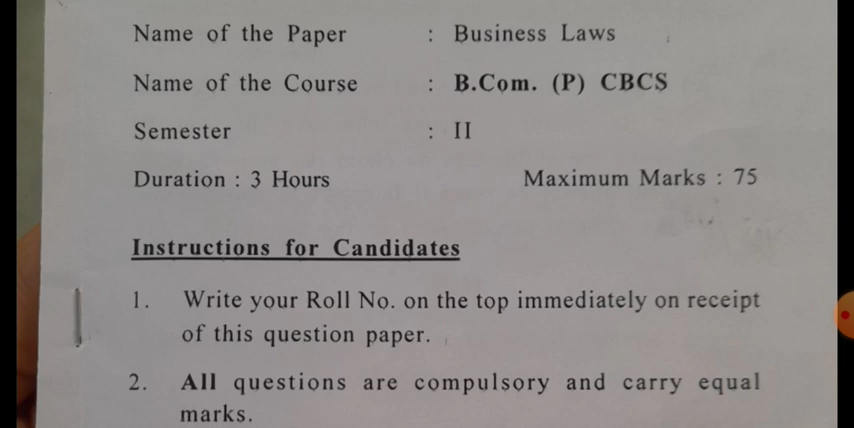 Name of the Paper : Business Laws
Name of the Course : B.Com. (P) CBCS
Semester : II
Duration : 3 Hours Maximum Marks : 75
Instructions for Candidates
1. Write your Roll No. on the top immediately on receipt
of this question paper.
2. All questions are compulsory and carry equal
marks.